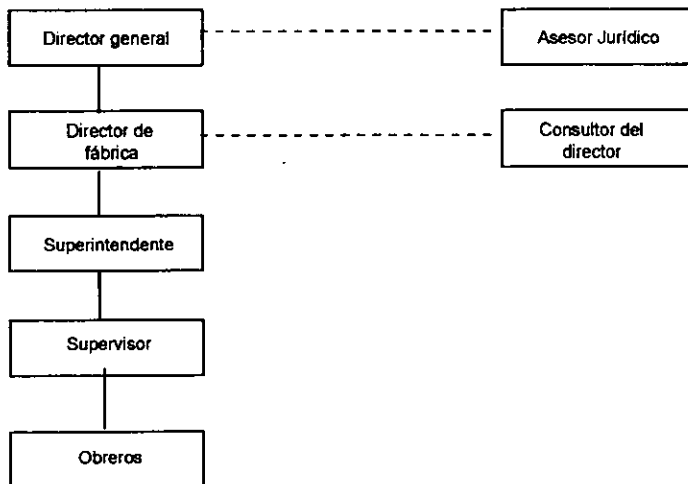 Director general
Asesor Jurídico
Director de
fábrica
Consultor del
director
Superintendente
Supervisor
Obreros